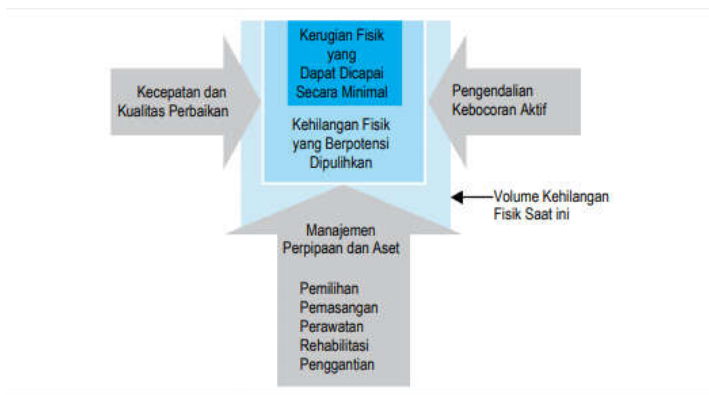 Kerugian Fisik
yang
Dapat Dicapai
Secara Minimal
Kecepatan dan
Kualitas Perbaikan
Pengendalian
Kebocoran Aktif
Kehilangan Fisik
yang Berpotensi
Dipulihkan
Volume Kehilangan
Fisik Saat ini
Manajemen
Perpipaan dan Aset
Pemilihan
Pemasangan
Perawatan
Rehabilitasi
Penggantian